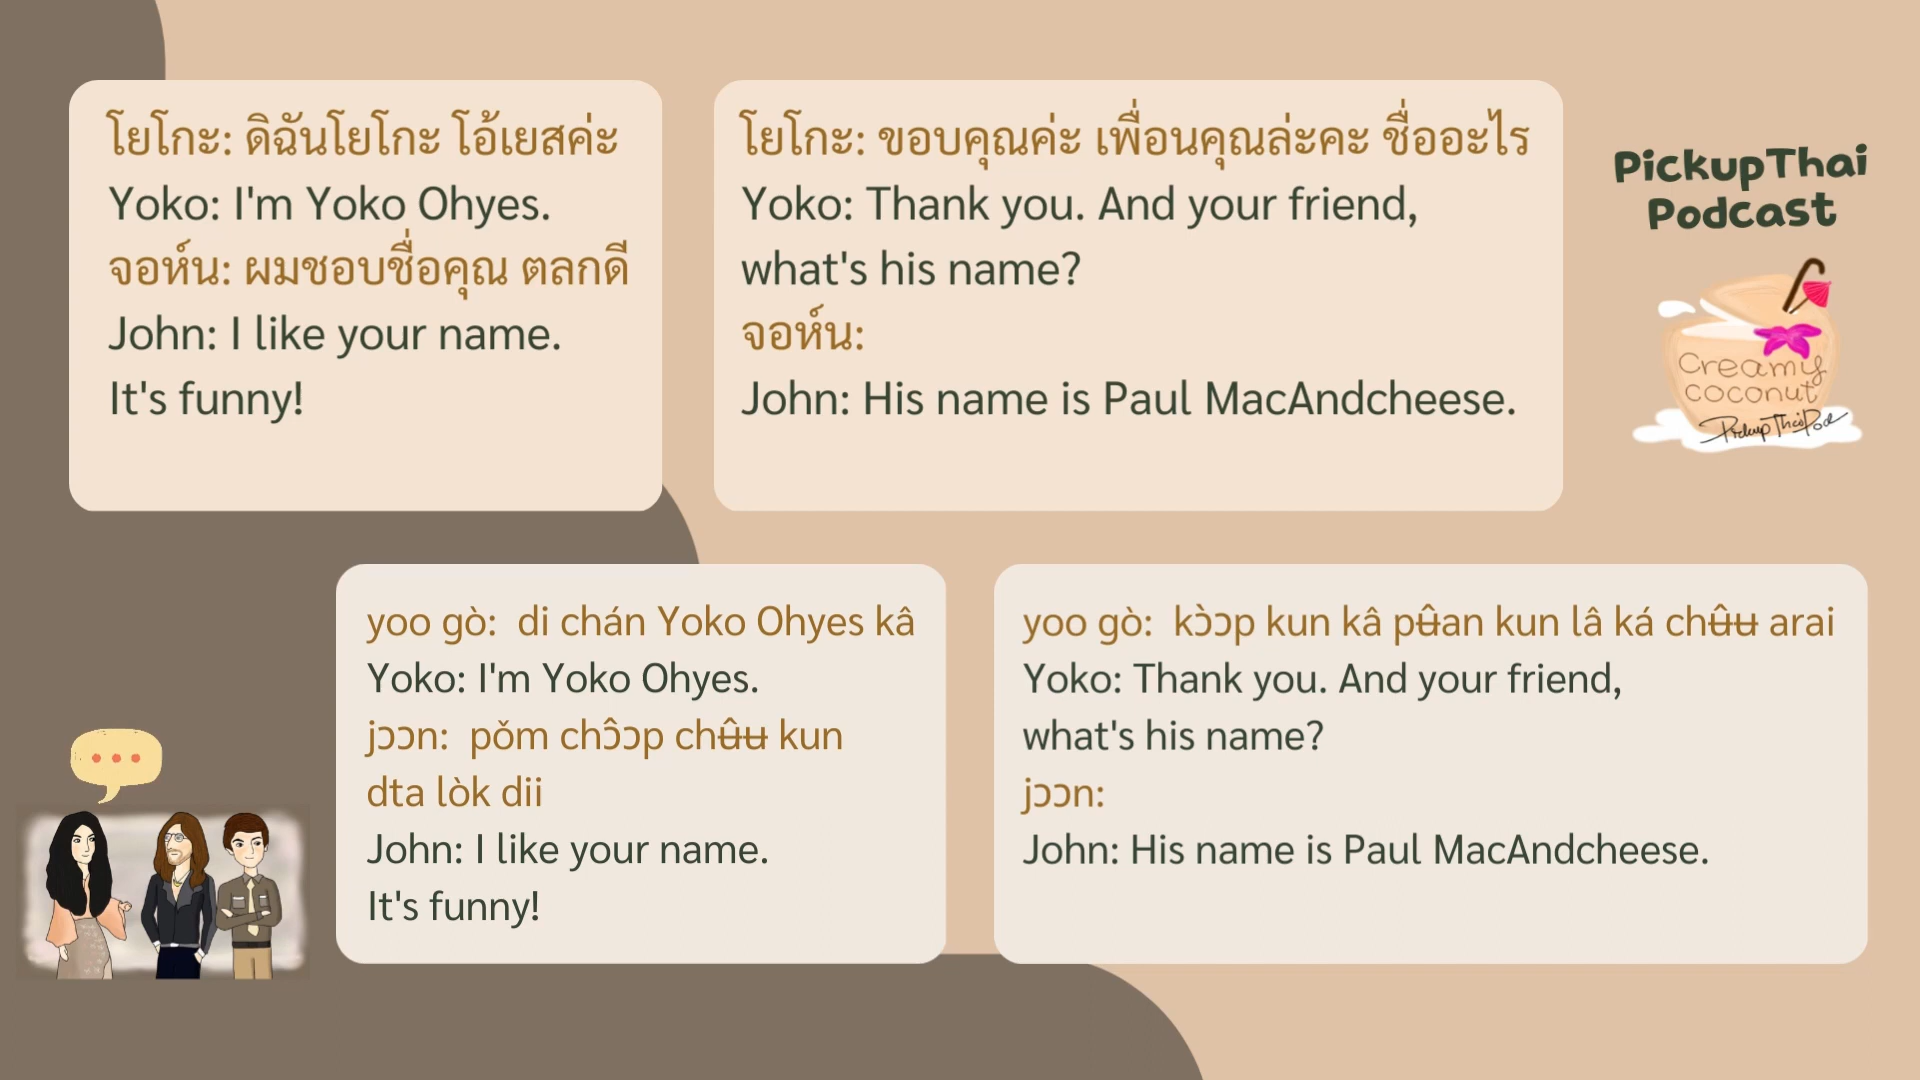 โยโกะ: ดิฉันโยโกะ โอ้เยสค่ะ
Yoko: I'm Yoko Ohyes.
จอห์น: ผมชอบชื่อคุณ ตลกดี
John: I like your name.
It's funny!
โยโกะ: ขอบคุณค่ะ เพื่อนคุณล่ะคะ ชื่ออะไร
Yoko: Thank you. And your friend,
what's his name?
จอห์น:
John: His name is Paul MacAndcheese.
PickupThai
Podcast
Creamy
coconut
PickupThaiPod
yoo gò: di chán Yoko Ohyes kâ
Yoko: I'm Yoko Ohyes.
jɔɔn: pǒm chɔ̂ɔp chʉ̂ʉ kun
dta lòk dii
John: I like your name.
It's funny!
yoo gò: kɔ̀ɔp kun kâ pʉ̂an kun lâ ká chʉ̂ʉ arai
Yoko: Thank you. And your friend,
what's his name?
jɔɔn:
John: His name is Paul MacAndcheese.